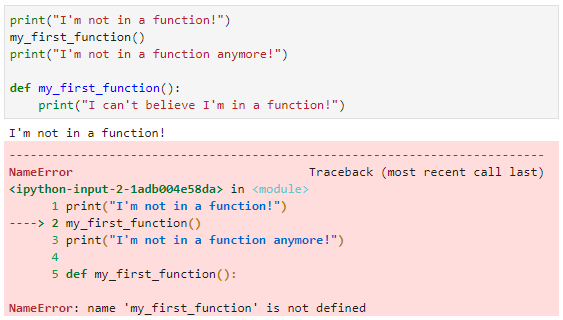 print("I'm not in a function!")
my_first_function()
print("I'm not in a function anymore!")

def my_first_function():
    print("I can't believe I'm in a function!")
I'm not in a function!
---------------------------------------------------------------------------
NameError                                 Traceback (most recent call last)
<ipython-input-2-1adb004e58da> in <module>
      1 print("I'm not in a function!")
----> 2 my_first_function()
      3 print("I'm not in a function anymore!")
      4
      5 def my_first_function():

NameError: name 'my_first_function' is not defined